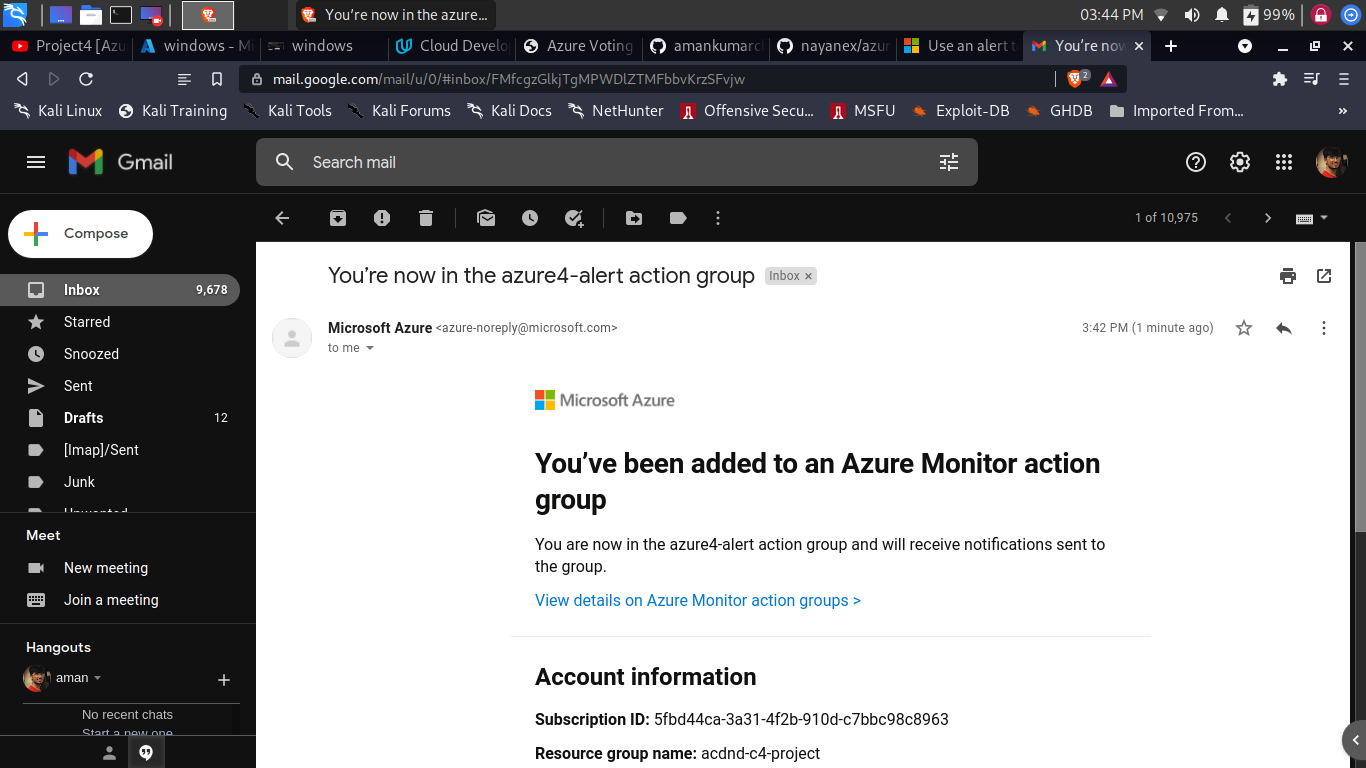 You're now in the azure...
03:44 PM
99%
Project4 [Azu
windows - Mi
windows
Cloud Develo
Azure Voting
amankumarc
nayanex/azur
Use an alert t
You're now
mail.google.com/mail/u/0/#inbox/FMfcgzGlkjTgMPWDlZTMFbbvKrzSFvjw
2
Kali Linux
Kali Training
Kali Tools
Kali Forums
Kali Docs
NetHunter
Offensive Secu...
MSFU
Exploit-DB
GHDB
Imported From...
»
Gmail
Search mail
Compose
1 of 10,975
Inbox 9,678
Starred
Snoozed
Sent
Drafts 12
[Imap]/Sent
Junk
Unwanted
Meet
New meeting
Join a meeting
Hangouts
aman
No recent chats
Start a new one
You're now in the azure4-alert action group
Inbox ×
Microsoft Azure <azure-noreply@microsoft.com>
3:42 PM (1 minute ago)
to me
Microsoft Azure
You've been added to an Azure Monitor action
group
You are now in the azure4-alert action group and will receive notifications sent to
the group.
View details on Azure Monitor action groups >
Account information
Subscription ID: 5fbd44ca-3a31-4f2b-910d-c7bbc98c8963
Resource group name: acdnd-c4-project